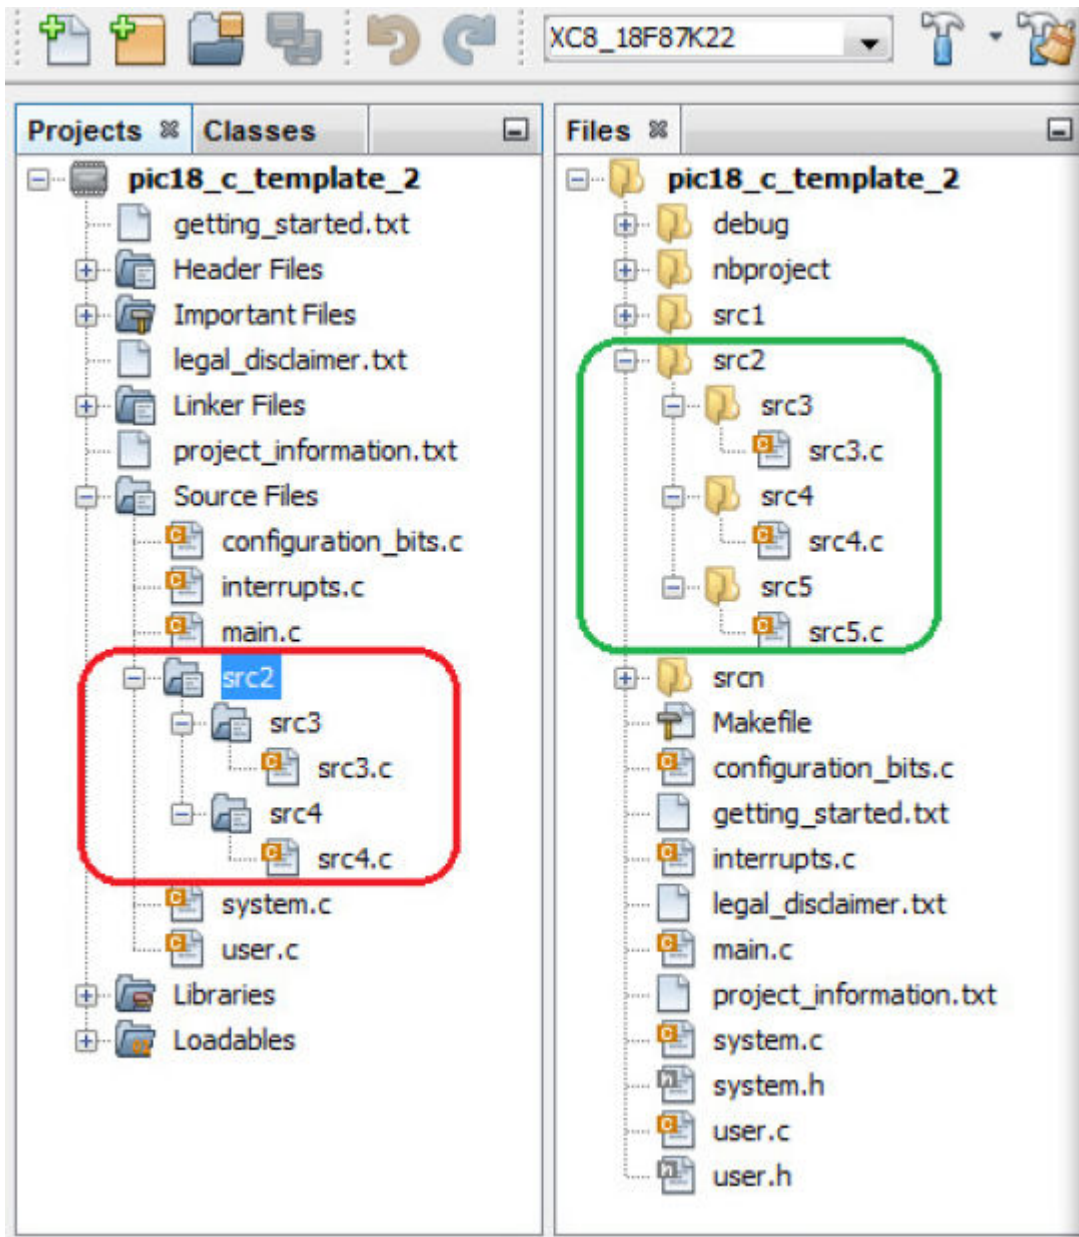 XC8_18F87K22
Projects
Classes
pic18_c_template_2
getting_started.txt
Header Files
Important Files
legal_disclaimer.txt
Linker Files
project_information.txt
Source Files
configuration_bits.c
interrupts.c
main.c
src2
src3
src3.c
src4
src4.c
system.c
user.c
Libraries
Loadables
Files
pic18_c_template_2
debug
nbproject
src1
src2
src3
src3.c
src4
src4.c
src5
src5.c
srcn
Makefile
configuration_bits.c
getting_started.txt
interrupts.c
legal_disclaimer.txt
main.c
project_information.txt
system.c
system.h
user.c
user.h